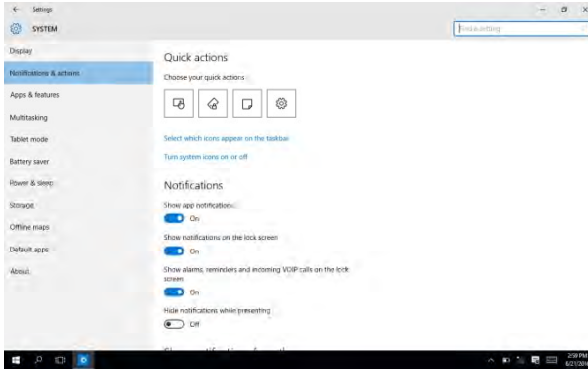 Settings
SYSTEM
Find a setting
Display
Notifications & actions
Apps & features
Multitasking
Tablet mode
Battery saver
Power & sleep
Storage
Offline maps
Default apps
About
Quick actions
Choose your quick actions
Select which icons appear on the taskbar
Turn system icons on or off
Notifications
Show app notifications
On
Show notifications on the lock screen
On
Show alarms, reminders and incoming VOIP calls on the lock
screen
On
Hide notifications while presenting
Off
2:59 PM